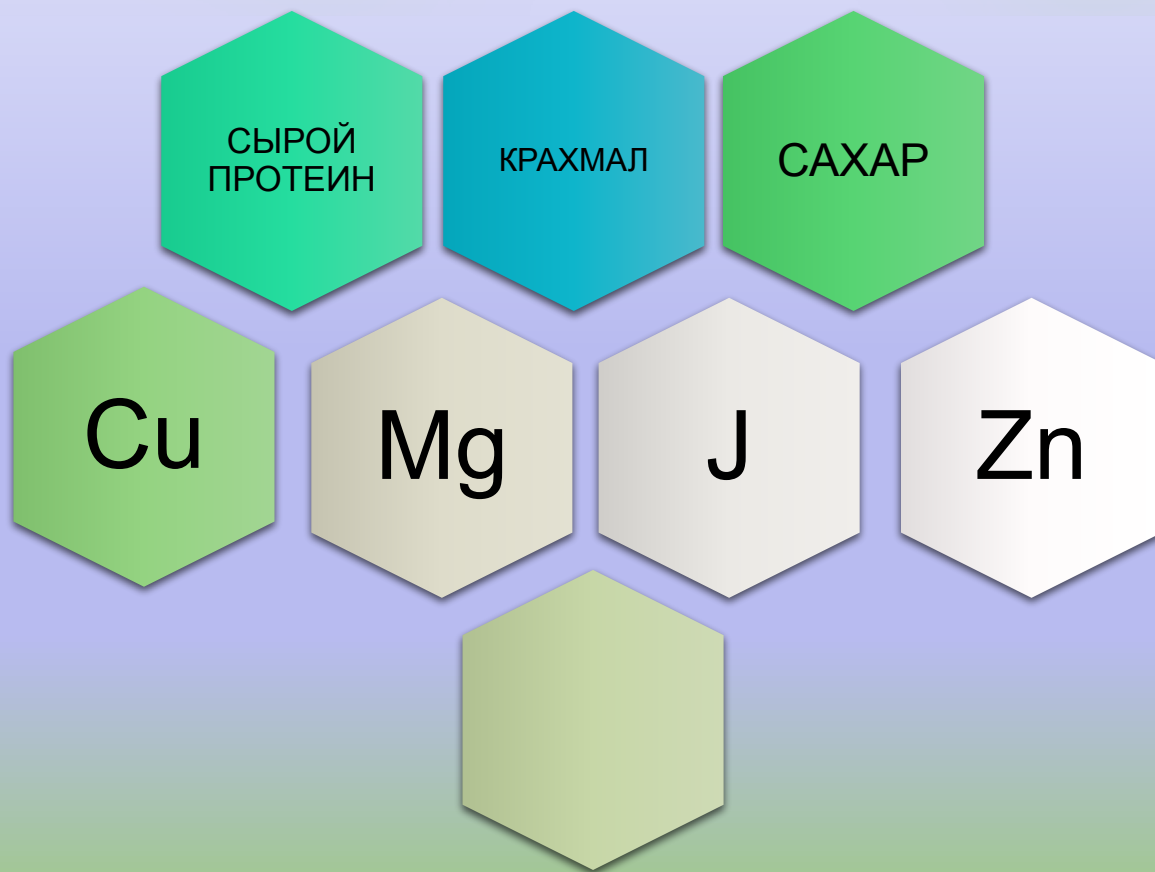 СЫРОЙ
ПРОТЕИН
КРАХМАЛ
САХАР
Cu
Mg
J
Zn